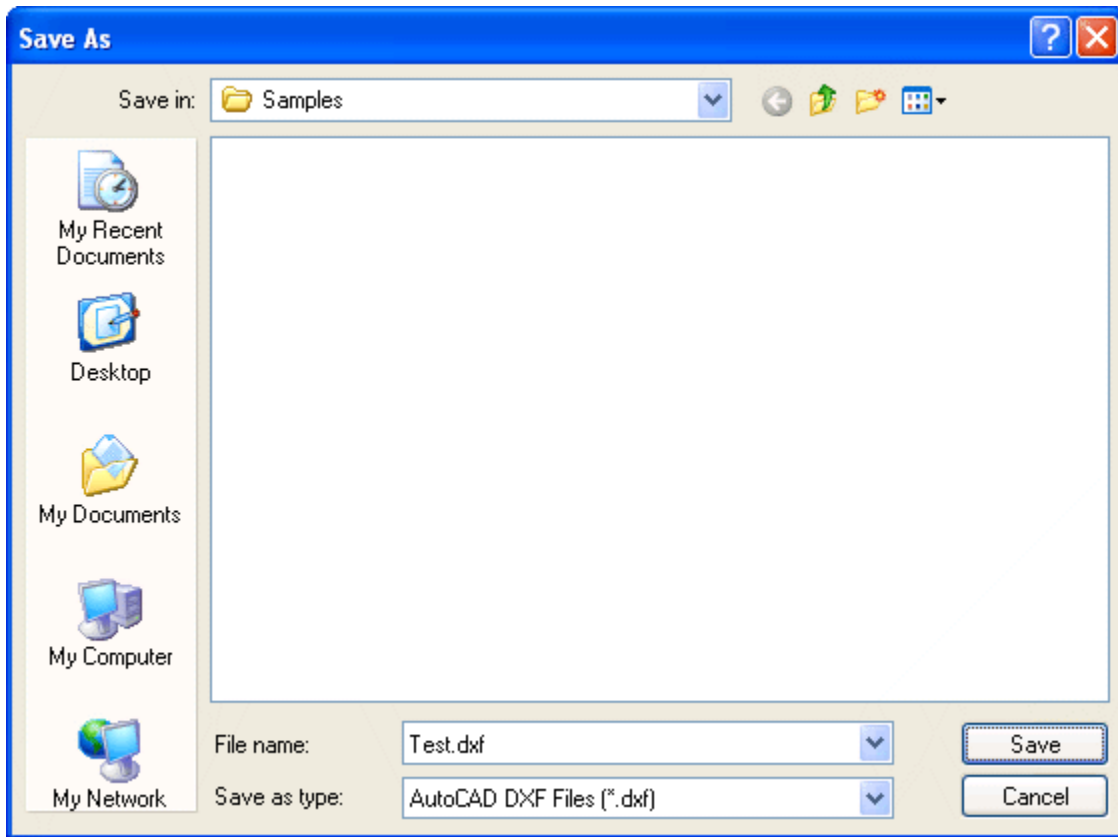 Save As
Save in: Samples
My Recent
Documents
Desktop
My Documents
My Computer
My Network
File name: Test.dxf
Save
Save as type: AutoCAD DXF Files (*.dxf)
Cancel